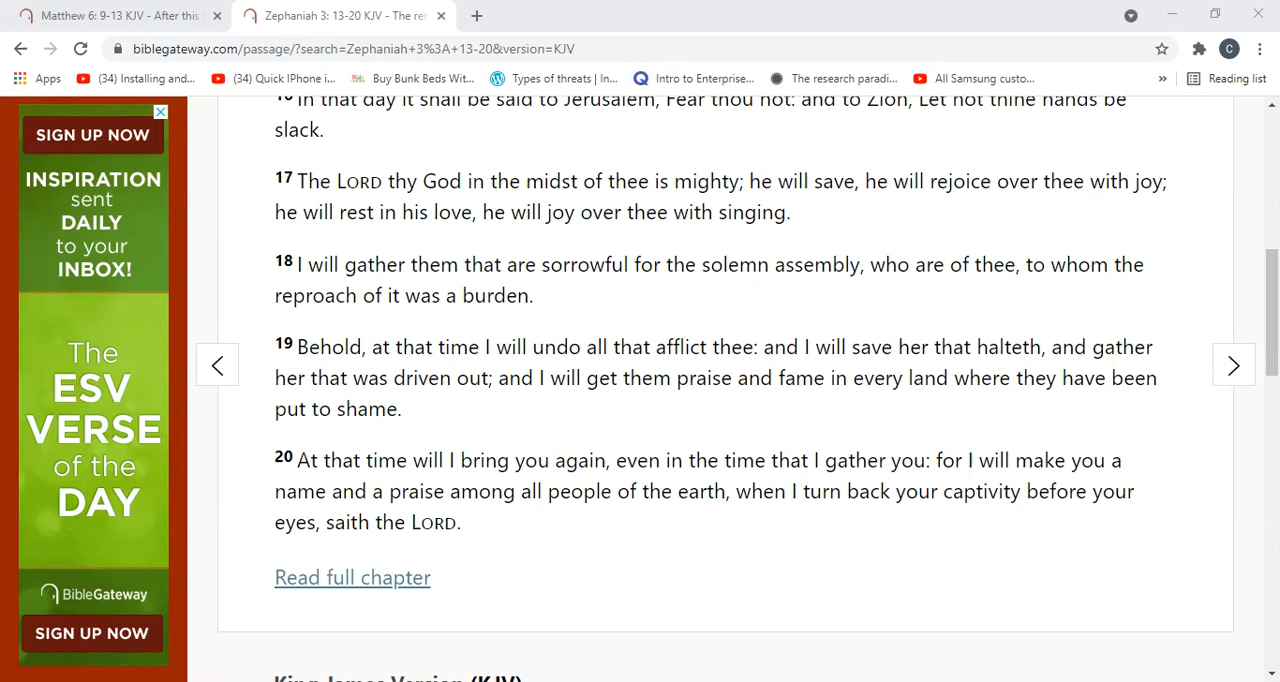 Matthew 6: 9-13 KJV - After this
Zephaniah 3: 13-20 KJV - The rer
biblegateway.com/passage/?search=Zephaniah+3%3A+13-20&version=KJV
C
Apps
(34) Installing and...
(34) Quick IPhone i...
Buy Bunk Beds Wit...
Types of threats | In...
Intro to Enterprise...
The research paradi...
All Samsung custo...
»
Reading list
SIGN UP NOW
INSPIRATION
sent
DAILY
to your
INBOX!
The
ESV
VERSE
of the
DAY
BibleGateway
SIGN UP NOW
16 In that day it shall be said to Jerusalem, Fear thou not: and to Zion, Let not thine hands be
slack.
17 The LORD thy God in the midst of thee is mighty; he will save, he will rejoice over thee with joy;
he will rest in his love, he will joy over thee with singing.
18 I will gather them that are sorrowful for the solemn assembly, who are of thee, to whom the
reproach of it was a burden.
19 Behold, at that time I will undo all that afflict thee: and I will save her that halteth, and gather
her that was driven out; and I will get them praise and fame in every land where they have been
put to shame.
20 At that time will I bring you again, even in the time that I gather you: for I will make you a
name and a praise among all people of the earth, when I turn back your captivity before your
eyes, saith the LORD.
Read full chapter
King James Version (KJV)